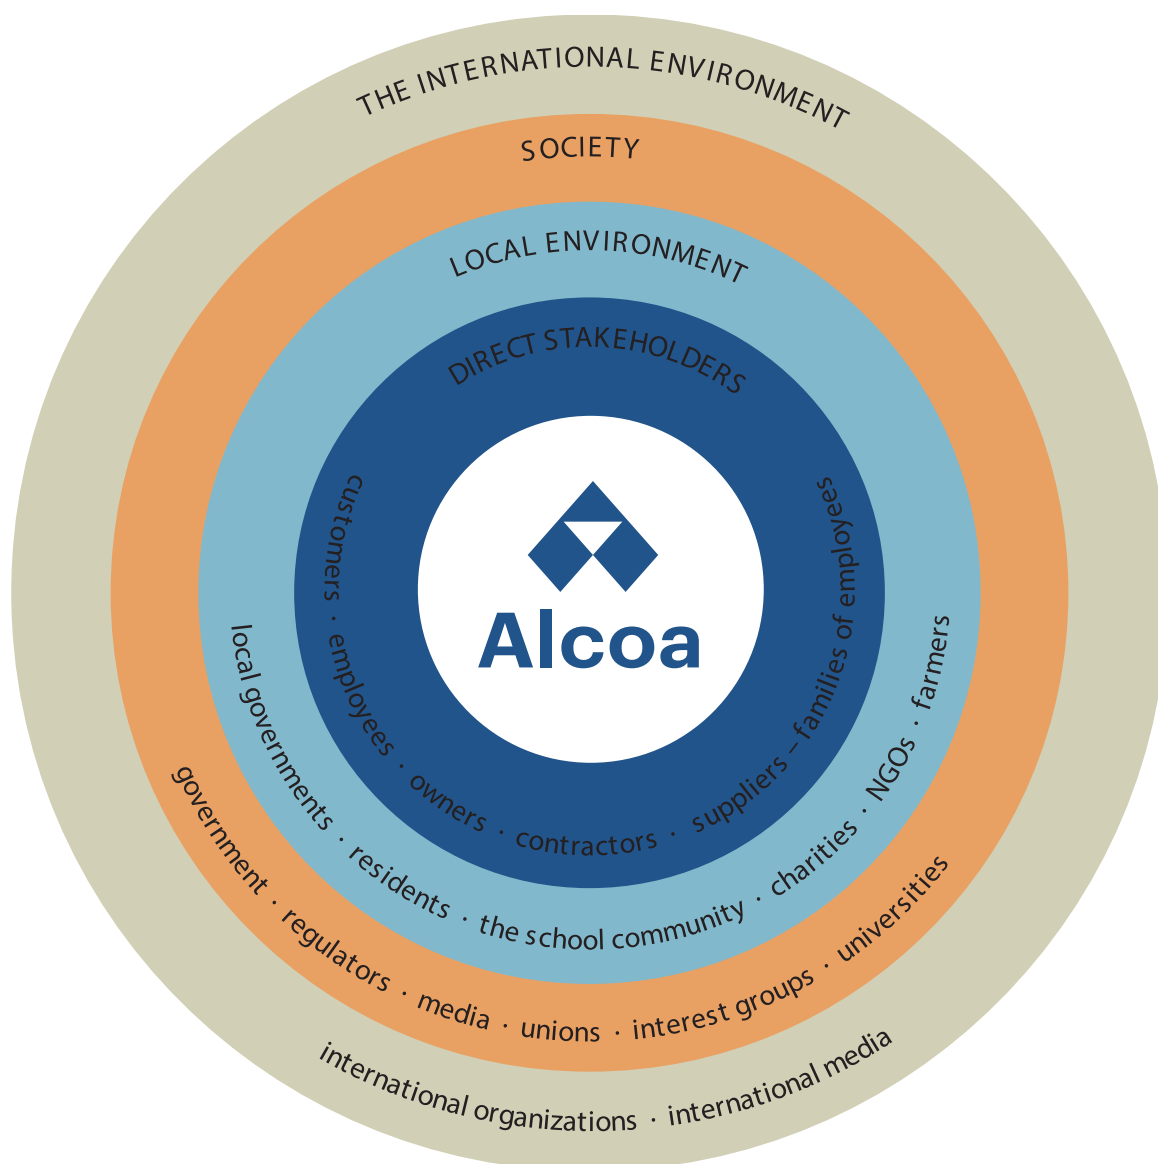 THE INTERNATIONAL ENVIRONMENT
SOCIETY
LOCAL ENVIRONMENT
DIRECT STAKEHOLDERS
Alcoa
customers · employees · owners · contractors · suppliers – families of employees
local governments · residents · the school community · charities · NGOs · farmers
government · regulators · media · unions · interest groups · universities
international organizations · international media